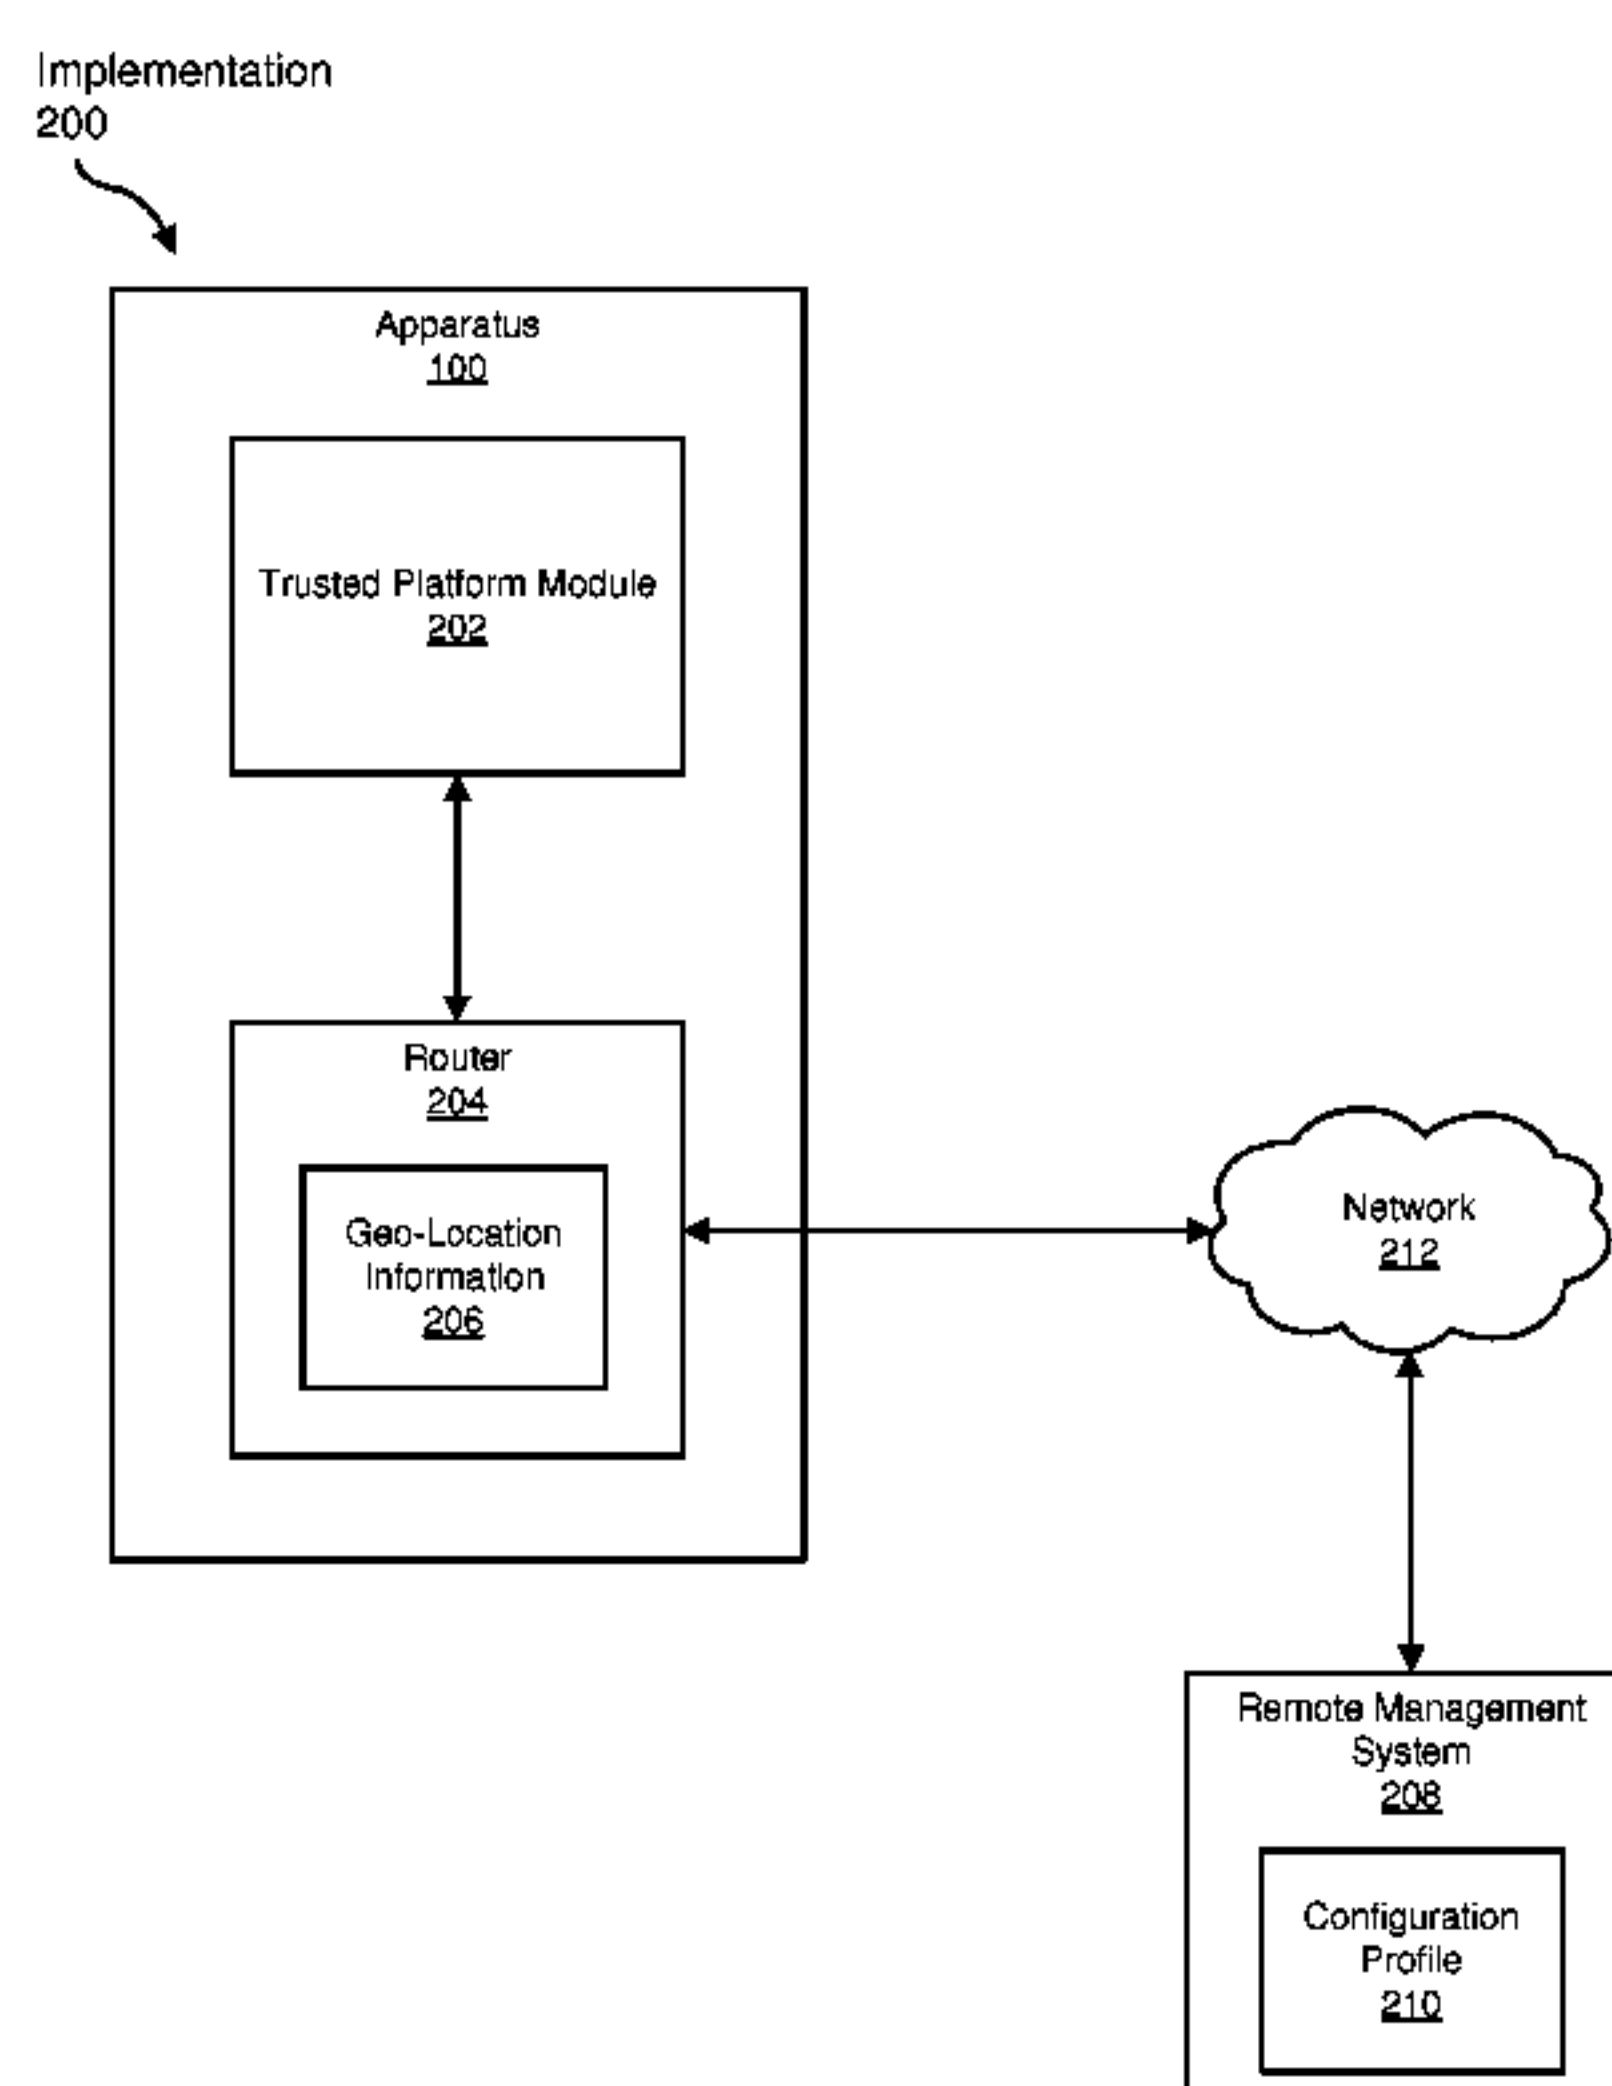 Implementation
200
Apparatus
100
Trusted Platform Module
202
Router
204
Geo-Location
Information
206
Network
212
Remote Management
System
208
Configuration
Profile
210